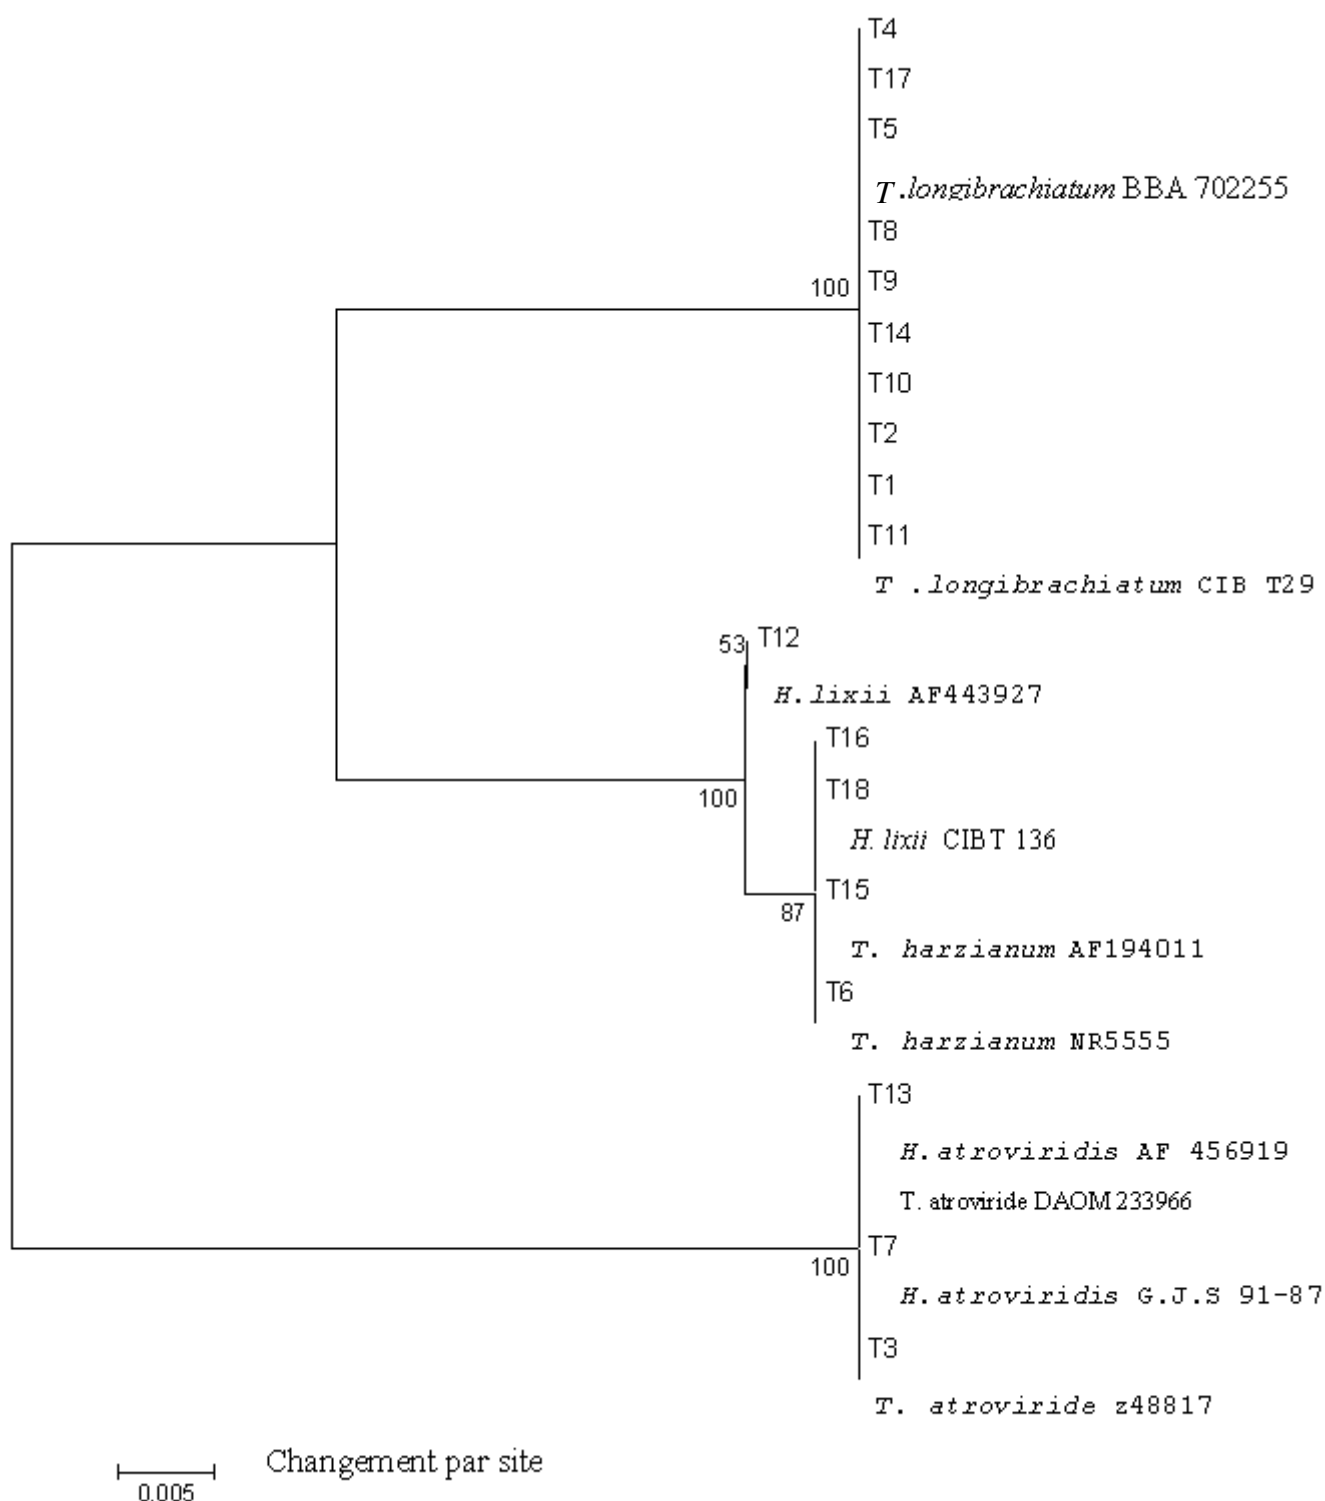 T4
T17
T5
T.longibrachiatum BBA 702255
T8
100 T9
T14
T10
T2
T1
T11
T .longibrachiatum CIB T29
53 T12
H.lixii AF443927
T16
T18
100
H. lixii CIBT 136
T15
87
T. harzianum AF194011
T6
T. harzianum NR5555
T13
H.atroviridis AF 456919
T. atroviride DAOM 233966
T7
100
H.atroviridis G.J.S 91-87
T3
T. atroviride z48817
Changement par site
0.005